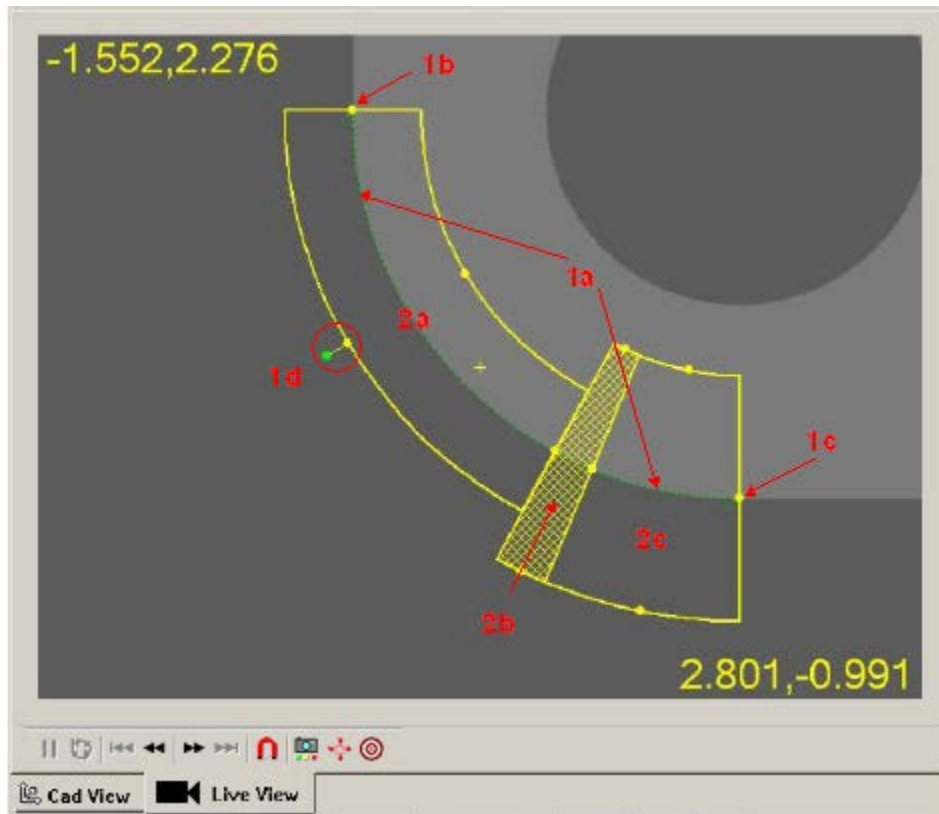 -1.552,2.276
1b
1a
2a
1d
1c
2c
2b
2.801,-0.991
Cad View
Live View